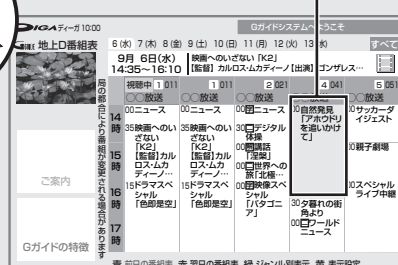 DIGA ディーガ 10:00 Gガイドシステムへようこそ
地上D番組表 6(水) 7(木) 8(金) 9(土) 10(日) 11(月) 12(火) 13(水) すべて
9月 6日(水) 映画へのいざない「K2」
14:35～16:10 【監督】カルロス・ムカディーノ【出演】ゴンザレス…
局の都合により番組が変更される場合があります
視聴中 1 011 1 011 2 021 4 041 5 051
○○放送 ○○放送 ○○放送 ○○放送 ○○放送
14時
15時
16時
17時
00ニュース
35映画へのい
ざない
「K2」
【監督】カル
ロス・ムカ
ディーノ…
15ドラマスペ
シャル
「色即是空」
00ニュース
35映画へのい
ざない
「K2」
【監督】カル
ロス・ムカ
ディーノ…
15ドラマスペ
シャル
「色即是空」
ニュース
30デジタル
体操
講話
「涅槃」
世界への
旅「北極…
映像スペ
シャル
「パタゴニ
ア」
00自然発見
「アホウドリ
を追いかけ
て」
30夕暮れの街
角より
00ワールド
ニュース
00サッカーダ
イジェスト
00親子劇場
00スペシャル
ライブ中継
ご案内
Gガイドの特徴
青 前日の番組表 赤 翌日の番組表 緑 ジャンル別表示 黄 表示設定